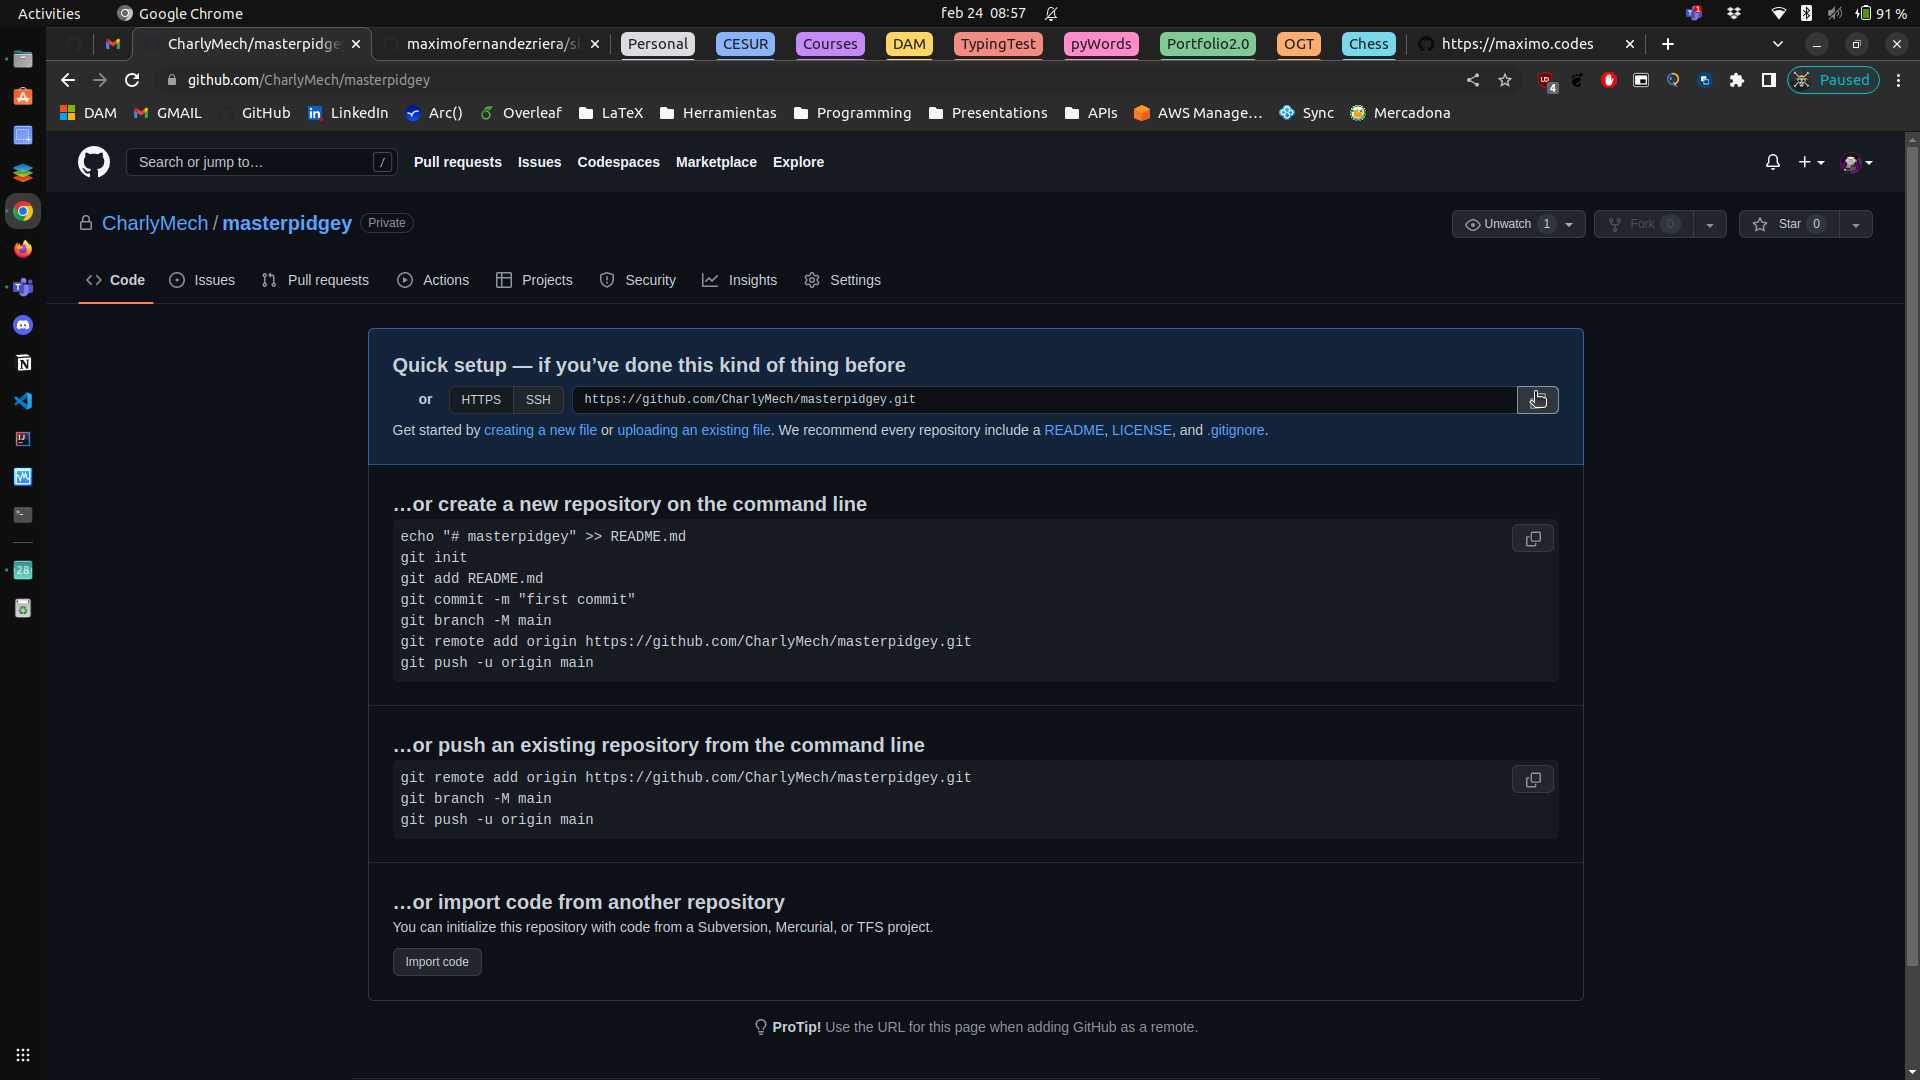 Activities Google Chrome feb 24 08:57 91 %
CharlyMech/masterpidge maximofernandezriera/si Personal CESUR Courses DAM TypingTest pyWords Portfolio2.0 OGT Chess https://maximo.codes
github.com/CharlyMech/masterpidgey 4 Paused
DAM GMAIL GitHub LinkedIn Arc() Overleaf LaTeX Herramientas Programming Presentations APIs AWS Manage... Sync Mercadona
Search or jump to… / Pull requests Issues Codespaces Marketplace Explore
CharlyMech / masterpidgey Private Unwatch 1 Fork 0 Star 0
Code Issues Pull requests Actions Projects Security Insights Settings
Quick setup — if you’ve done this kind of thing before
or HTTPS SSH https://github.com/CharlyMech/masterpidgey.git
Get started by creating a new file or uploading an existing file. We recommend every repository include a README, LICENSE, and .gitignore.
…or create a new repository on the command line
echo "# masterpidgey" >> README.md
git init
git add README.md
git commit -m "first commit"
git branch -M main
git remote add origin https://github.com/CharlyMech/masterpidgey.git
git push -u origin main
…or push an existing repository from the command line
git remote add origin https://github.com/CharlyMech/masterpidgey.git
git branch -M main
git push -u origin main
…or import code from another repository
You can initialize this repository with code from a Subversion, Mercurial, or TFS project.
Import code
ProTip! Use the URL for this page when adding GitHub as a remote.